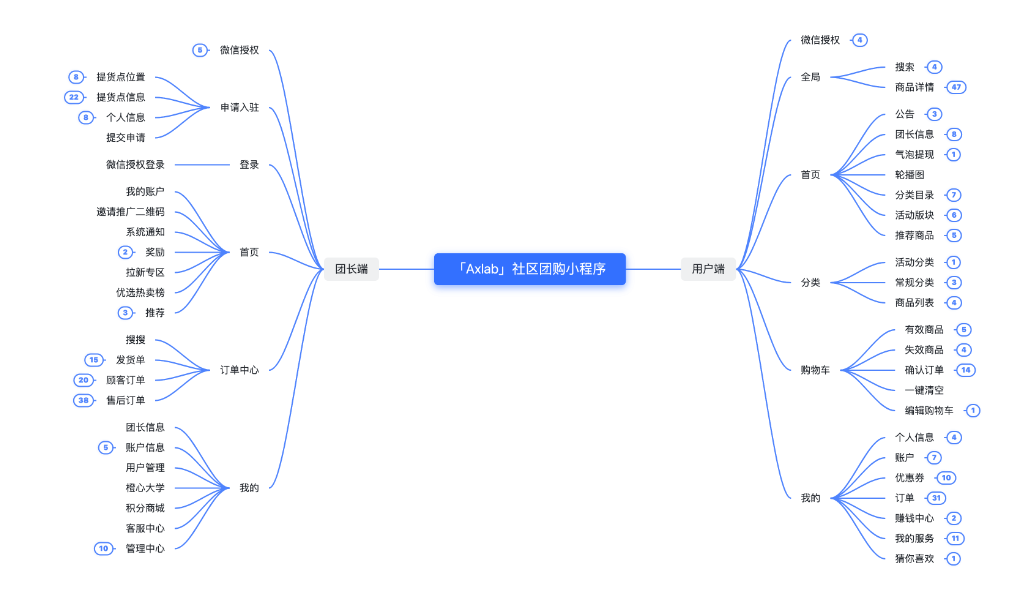 「Axlab」社区团购小程序
团长端
微信授权 5
申请入驻
提货点位置 8
提货点信息 22
个人信息 8
提交申请
登录
微信授权登录
首页
我的账户
邀请推广二维码
系统通知
奖励 2
拉新专区
优选热卖榜
推荐 3
订单中心
搜搜
发货单 15
顾客订单 20
售后订单 38
我的
团长信息
账户信息 5
用户管理
橙心大学
积分商城
客服中心
管理中心 10
用户端
微信授权 4
全局
搜索 4
商品详情 47
首页
公告 3
团长信息 8
气泡提现 1
轮播图
分类目录 7
活动版块 6
推荐商品 5
分类
活动分类 1
常规分类 3
商品列表 4
购物车
有效商品 5
失效商品 4
确认订单 14
一键清空
编辑购物车 1
我的
个人信息 4
账户 7
优惠券 10
订单 31
赚钱中心 2
我的服务 11
猜你喜欢 1